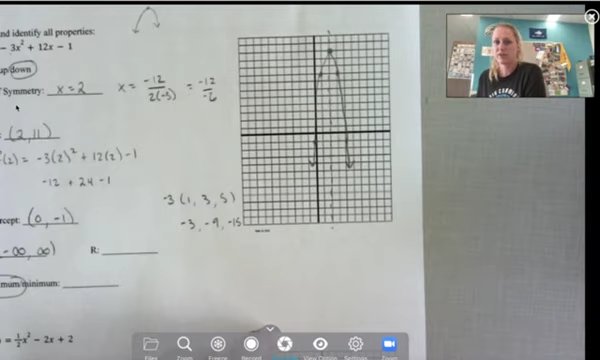 nd identify all properties:
- 3x² + 12x - 1
up/down
Symmetry: x = 2
x = -12 / 2(-3) = -12 / -6
= (2, 11)
(2) = -3(2)² + 12(2) - 1
-12 + 24 - 1
-3 (1, 3, 5)
-3, -9, -15
rcept: (0, -1)
-∞, ∞)
R:
mum/minimum:
= ½x² - 2x + 2
Files
Zoom
Freeze
Record
View Option
Settings
Zoom